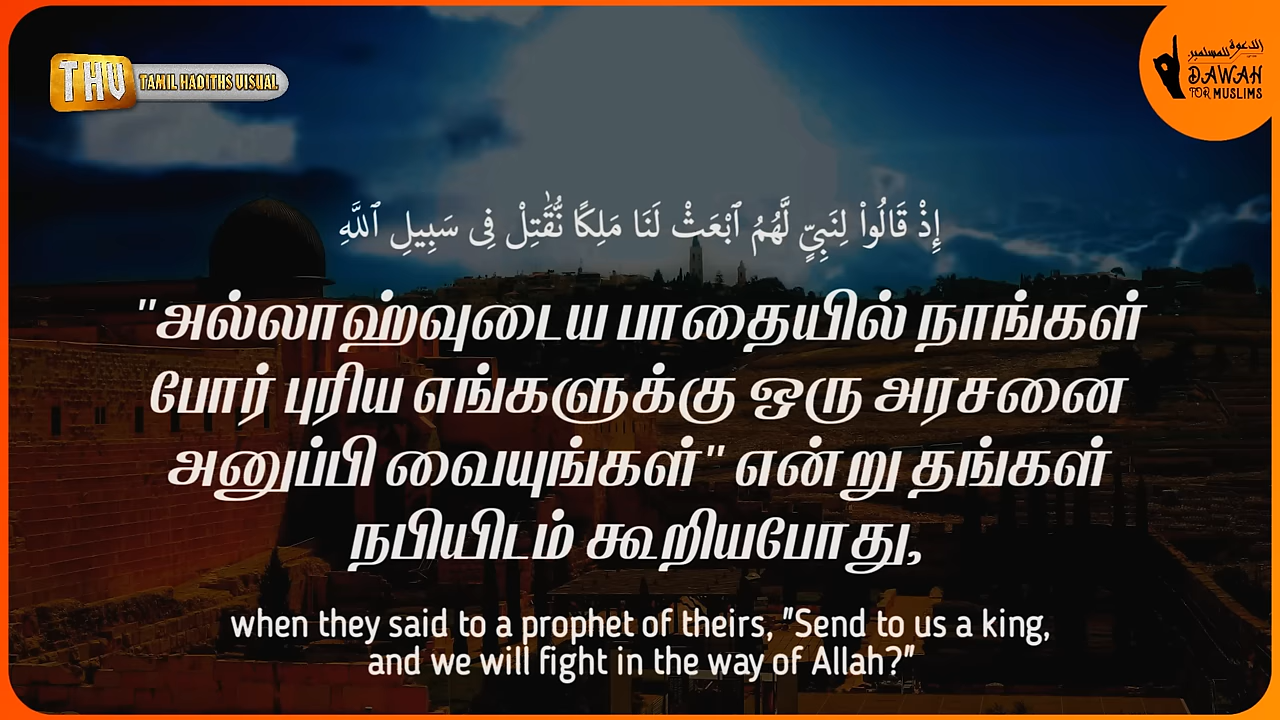 THV
TAMIL HADITHS VISUAL
الدعوة للمسلمين
DAWAH
FOR MUSLIMS
إِذْ قَالُوا۟ لِنَبِىٍّ لَّهُمُ ٱبْعَثْ لَنَا مَلِكًا نُّقَـٰتِلْ فِى سَبِيلِ ٱللَّهِ
"அல்லாஹ்வுடைய பாதையில் நாங்கள்
போர் புரிய எங்களுக்கு ஒரு அரசனை
அனுப்பி வையுங்கள்" என்று தங்கள்
நபியிடம் கூறியபோது,
when they said to a prophet of theirs, "Send to us a king,
and we will fight in the way of Allah?"